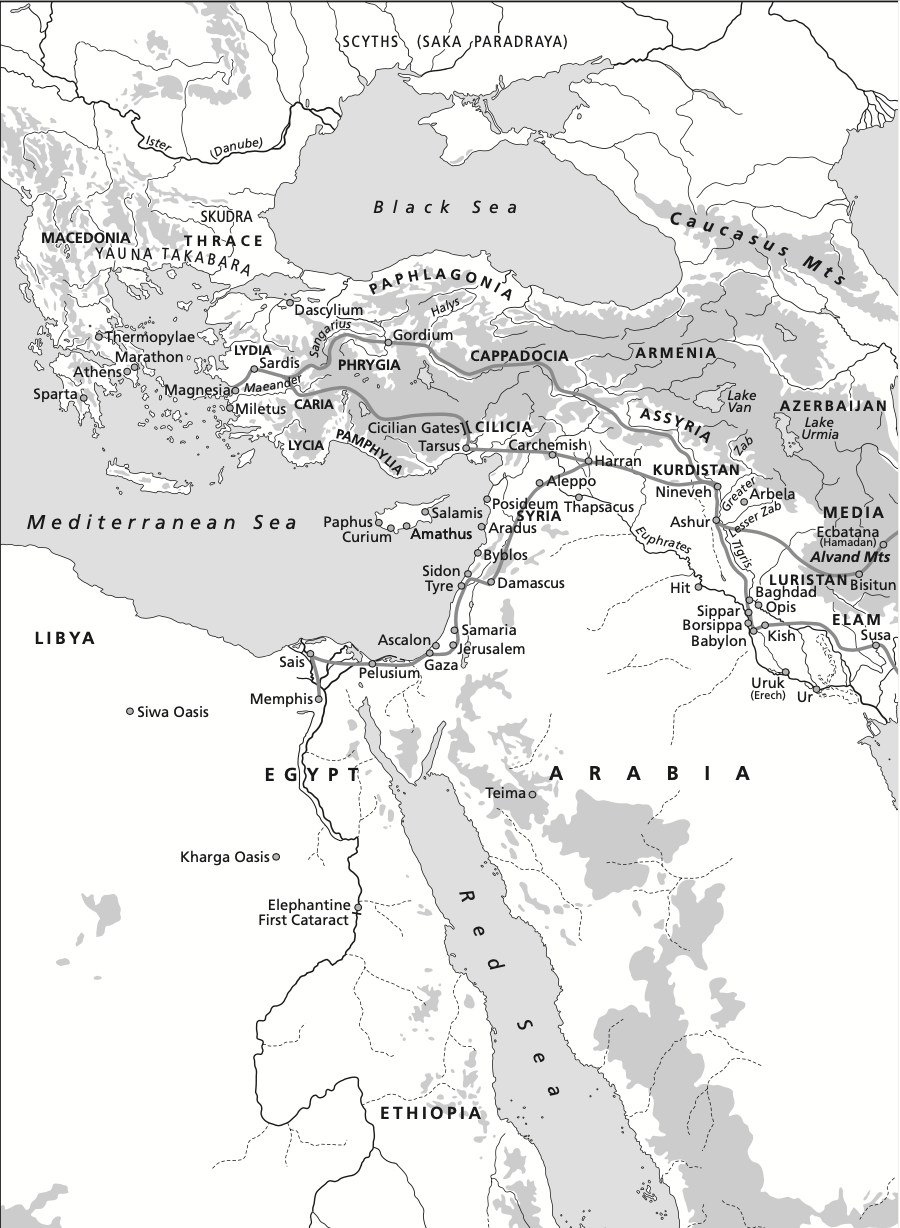 SCYTHS (SAKA PARADRAYA)
Ister
(Danube)
Black Sea
Caucasus Mts
SKUDRA
MACEDONIA
THRACE
YAUNA TAKABARA
PAPHLAGONIA
Halys
Dascylium
Sangarius
Gordium
Thermopylae
Marathon
Athens
Sparta
LYDIA
Sardis
PHRYGIA
CAPPADOCIA
ARMENIA
Magnesia
Maeander
Miletus
CARIA
LYCIA
PAMPHYLIA
Cicilian Gates
CILICIA
Tarsus
Carchemish
ASSYRIA
Lake
Van
AZERBAIJAN
Lake
Urmia
Harran
KURDISTAN
Greater
Zab
Aleppo
Nineveh
Arbela
Posideum
Thapsacus
SYRIA
Mediterranean Sea
Paphus
Salamis
Curium
Amathus
Aradus
Ashur
Lesser Zab
MEDIA
Ecbatana
(Hamadan)
Alvand Mts
Byblos
Euphrates
Tigris
Sidon
Tyre
Damascus
Hit
LURISTAN
Bisitun
Baghdad
Opis
Sippar
Borsippa
Babylon
Kish
ELAM
Susa
LIBYA
Samaria
Ascalon
Jerusalem
Sais
Gaza
Pelusium
Uruk
(Erech)
Ur
Memphis
Siwa Oasis
EGYPT
ARABIA
Teima
Kharga Oasis
Elephantine
First Cataract
Red Sea
ETHIOPIA